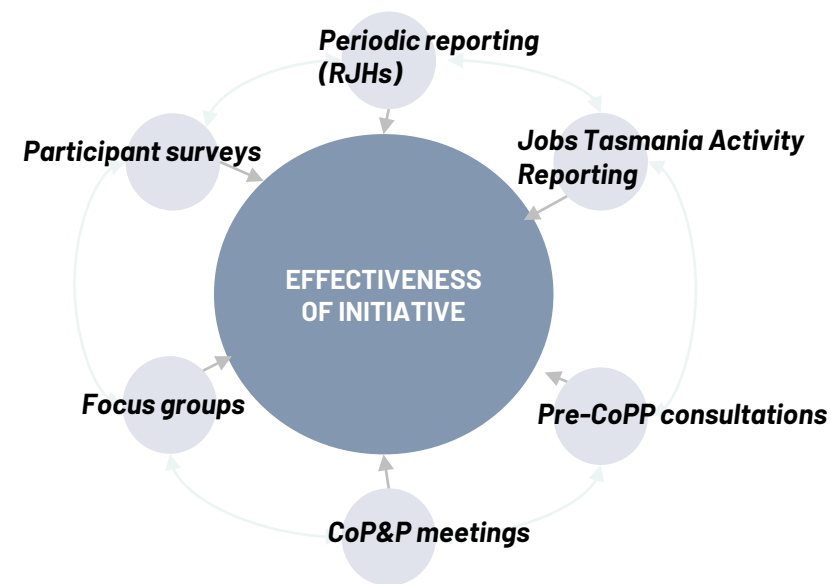 Periodic reporting
(RJHs)
Participant surveys
Jobs Tasmania Activity
Reporting
EFFECTIVENESS
OF INITIATIVE
Focus groups
Pre-CoPP consultations
CoP&P meetings